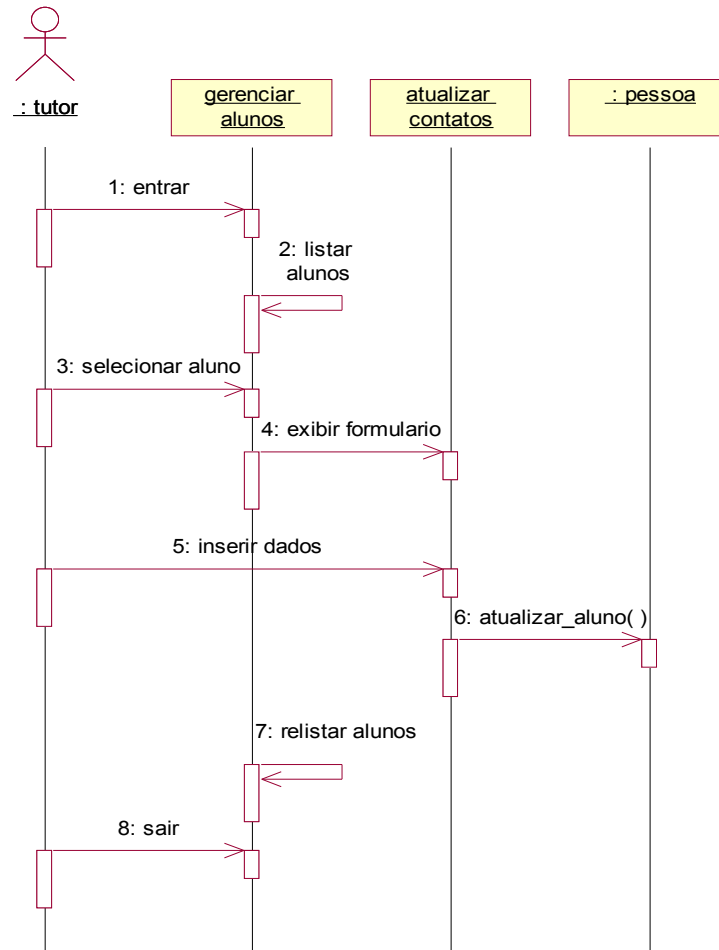 : tutor
gerenciar
alunos
atualizar
contatos
: pessoa
1: entrar
2: listar
alunos
3: selecionar aluno
4: exibir formulario
5: inserir dados
6: atualizar_aluno( )
7: relistar alunos
8: sair